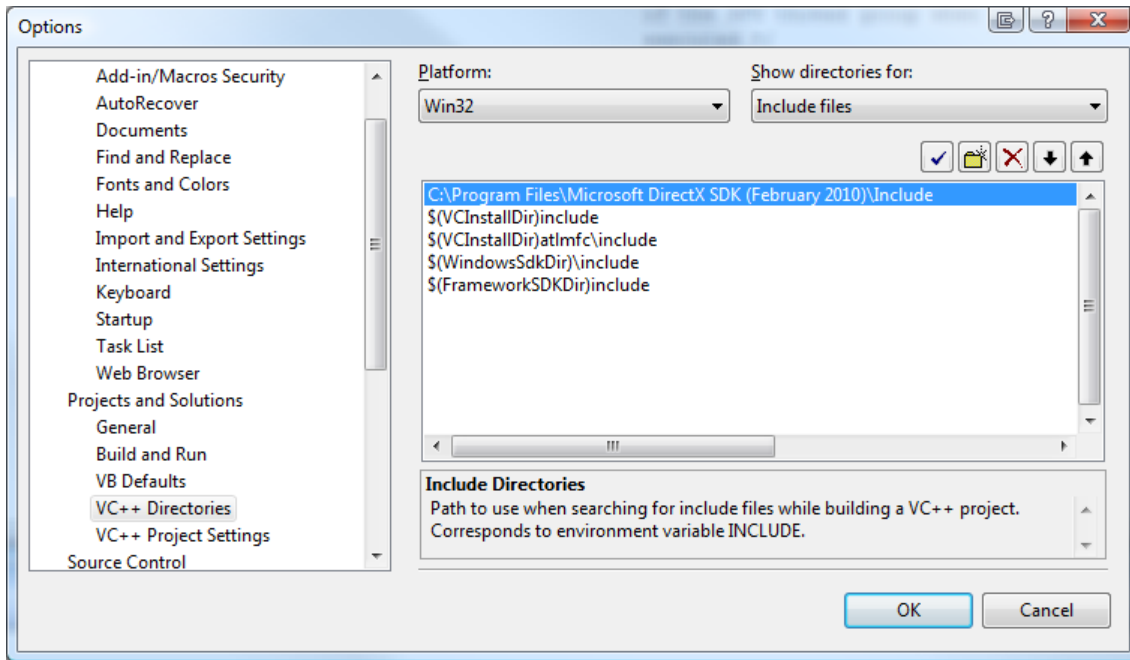 Options
Add-in/Macros Security
AutoRecover
Documents
Find and Replace
Fonts and Colors
Help
Import and Export Settings
International Settings
Keyboard
Startup
Task List
Web Browser
Projects and Solutions
General
Build and Run
VB Defaults
VC++ Directories
VC++ Project Settings
Source Control
Platform:
Win32
Show directories for:
Include files
C:\Program Files\Microsoft DirectX SDK (February 2010)\Include
$(VCInstallDir)include
$(VCInstallDir)atlmfc\include
$(WindowsSdkDir)\include
$(FrameworkSDKDir)include
Include Directories
Path to use when searching for include files while building a VC++ project.
Corresponds to environment variable INCLUDE.
OK
Cancel